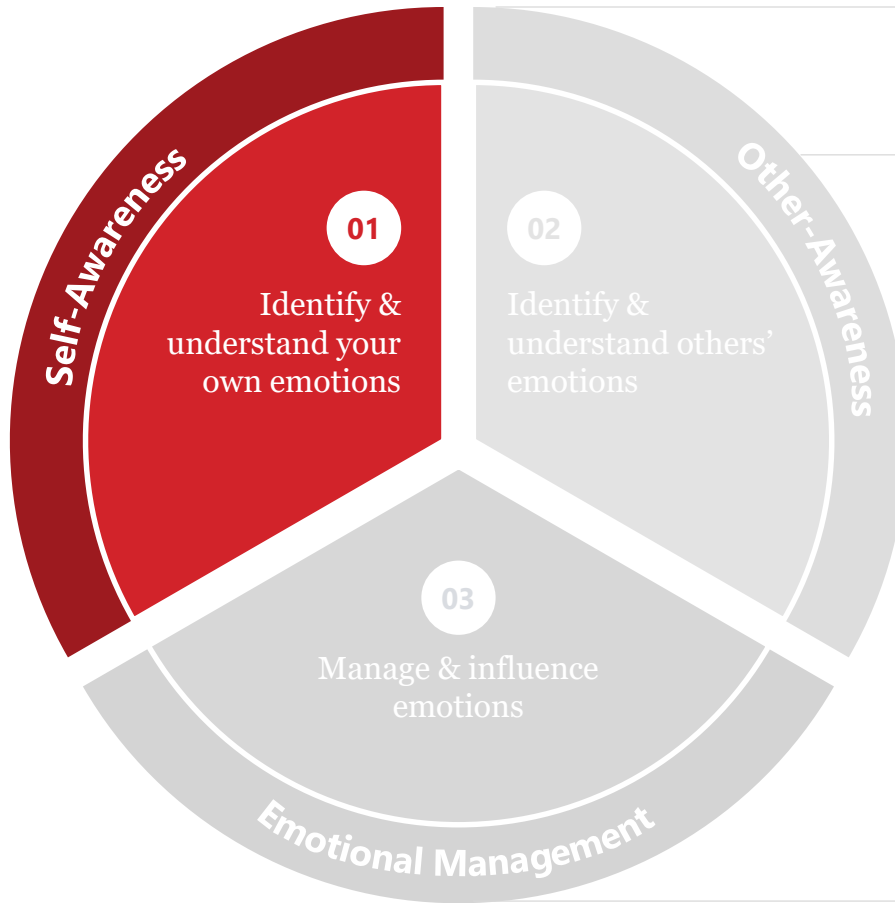 Self-Awareness
01
Identify &
understand your
own emotions
Other-Awareness
02
Identify &
understand others’
emotions
03
Manage & influence
emotions
Emotional Management